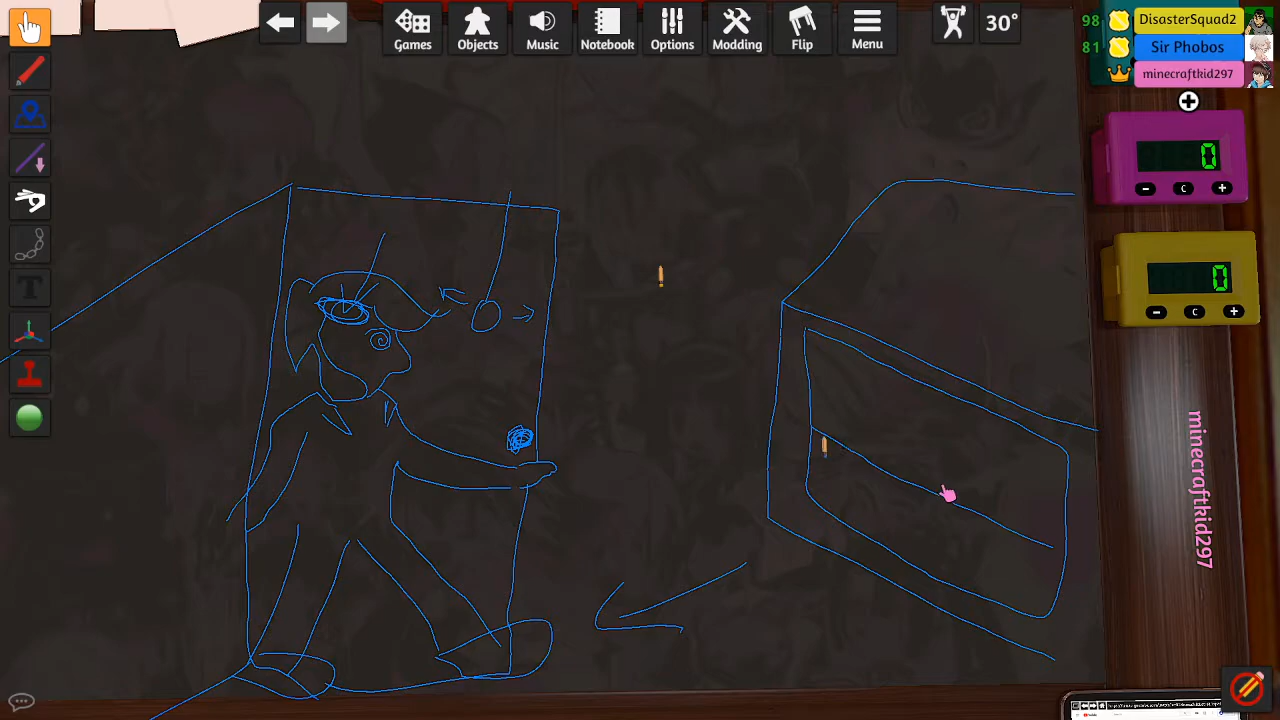 Games
Objects
Music
Notebook
Options
Modding
Flip
Menu
30°
98 DisasterSquad2
81 Sir Phobos
minecraftkid297
0
- C +
0
- C +
minecraftkid297
T